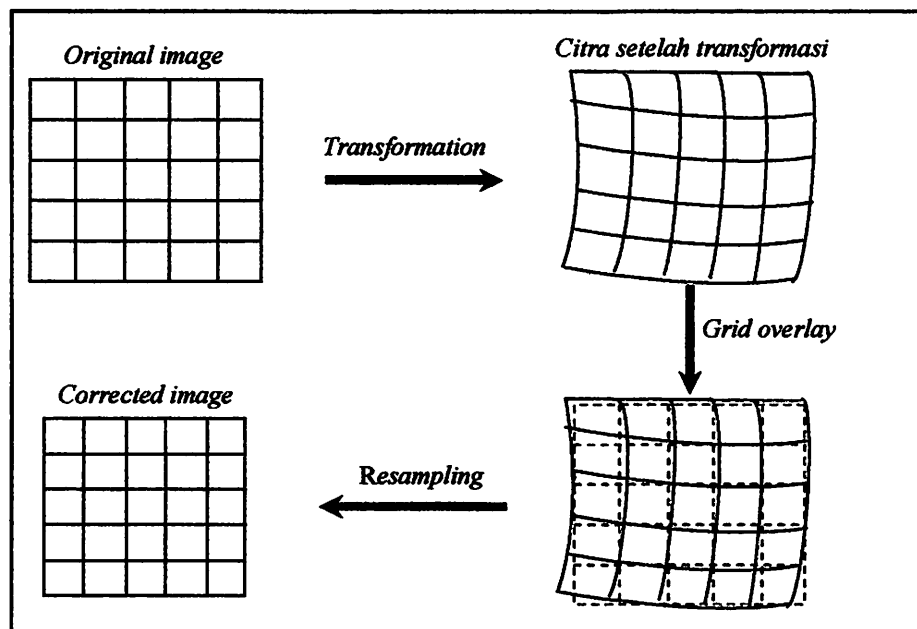 Original image
Citra setelah transformasi
Transformation
Grid overlay
Corrected image
Resampling